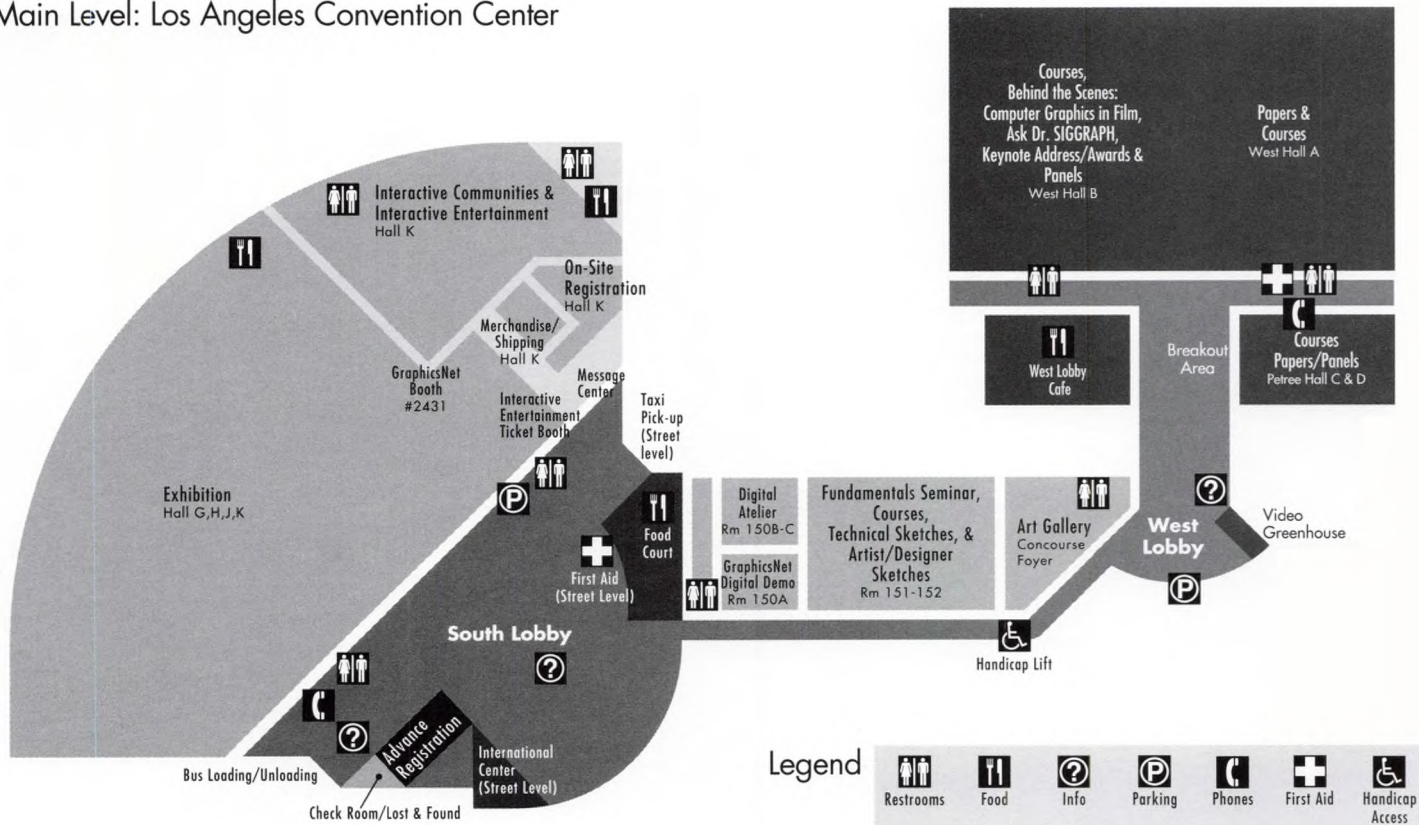 Main Level: Los Angeles Convention Center
Courses,
Behind the Scenes:
Computer Graphics in Film,
Ask Dr. SIGGRAPH,
Keynote Address/Awards &
Panels
West Hall B
Papers &
Courses
West Hall A
Interactive Communities &
Interactive Entertainment
Hall K
On-Site
Registration
Hall K
Merchandise/
Shipping
Hall K
GraphicsNet
Booth
#2431
Message
Center
Interactive
Entertainment
Ticket Booth
Taxi
Pick-up
(Street
level)
West Lobby
Cafe
Breakout
Area
Courses
Papers/Panels
Petree Hall C & D
Exhibition
Hall G,H,J,K
P
Food
Court
First Aid
(Street Level)
Digital
Atelier
Rm 150B-C
GraphicsNet
Digital Demo
Rm 150A
Fundamentals Seminar,
Courses,
Technical Sketches, &
Artist/Designer
Sketches
Rm 151-152
Art Gallery
Concourse
Foyer
?
West
Lobby
Video
Greenhouse
P
South Lobby
?
Handicap Lift
?
Advance
Registration
International
Center
(Street Level)
Bus Loading/Unloading
Check Room/Lost & Found
Legend
Restrooms
Food
?
Info
P
Parking
Phones
First Aid
Handicap
Access